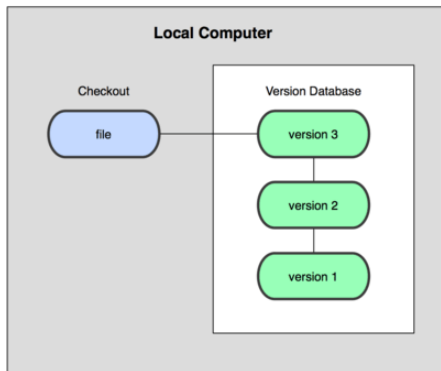 Local Computer
Checkout
Version Database
file
version 3
version 2
version 1